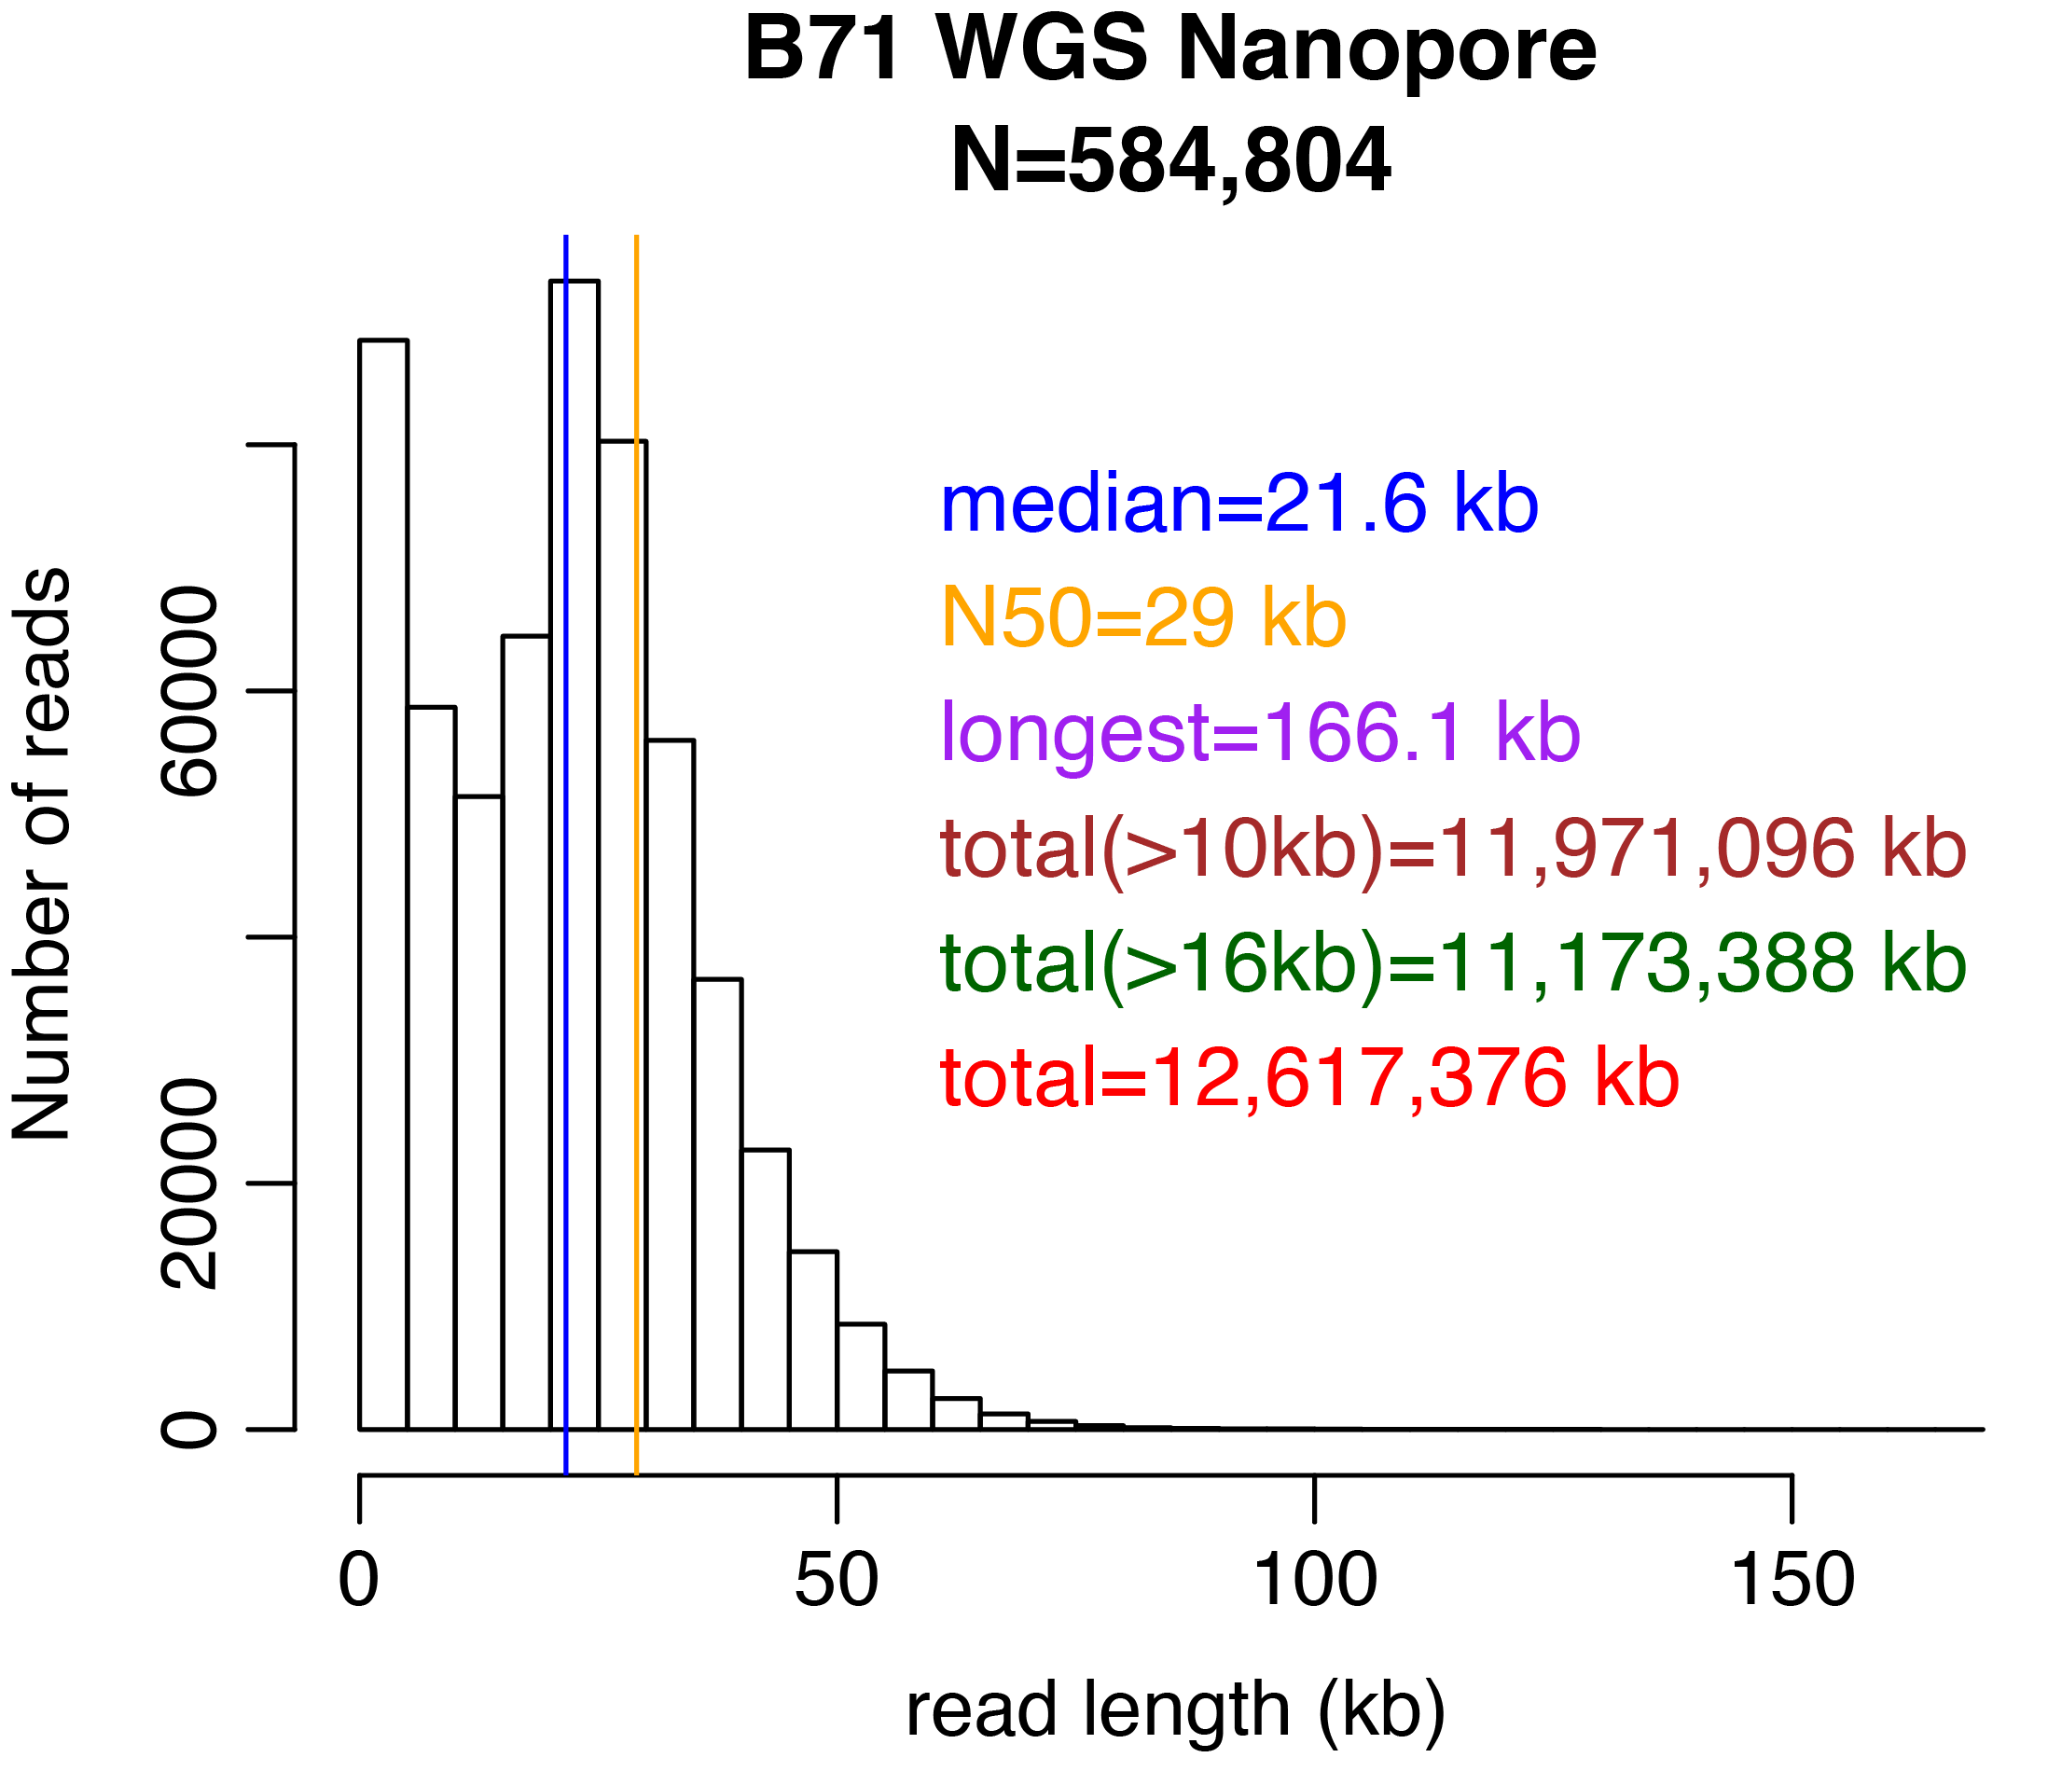 B71 WGS Nanopore
N=584,804
Number of reads
0
20000
60000
median=21.6 kb
N50=29 kb
longest=166.1 kb
total(>10kb)=11,971,096 kb
total(>16kb)=11,173,388 kb
total=12,617,376 kb
0 50 100 150
read length (kb)